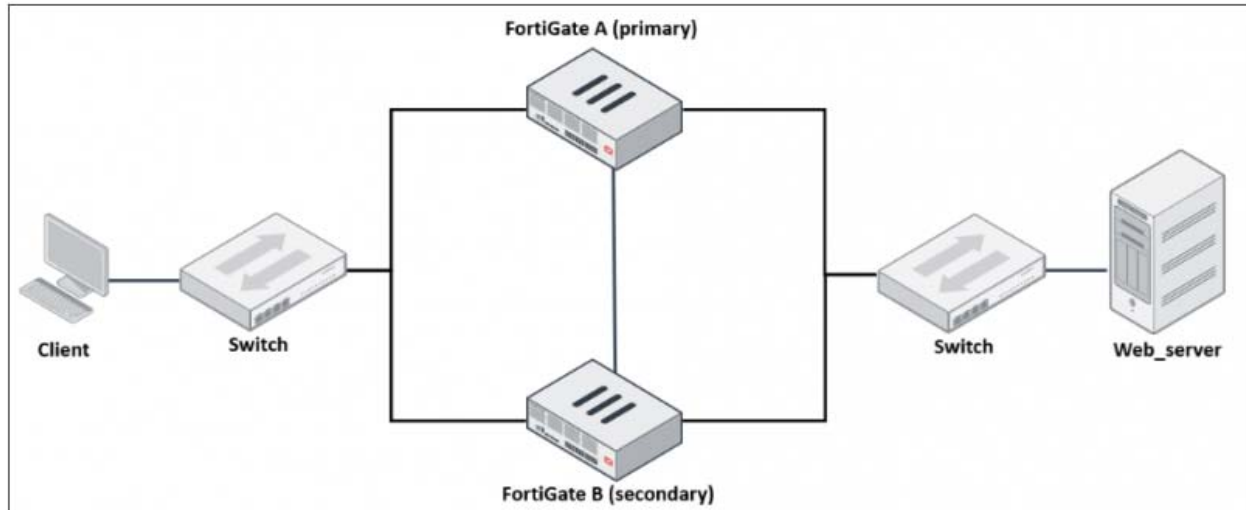 FortiGate A (primary)
Client
Switch
Switch
Web_server
FortiGate B (secondary)